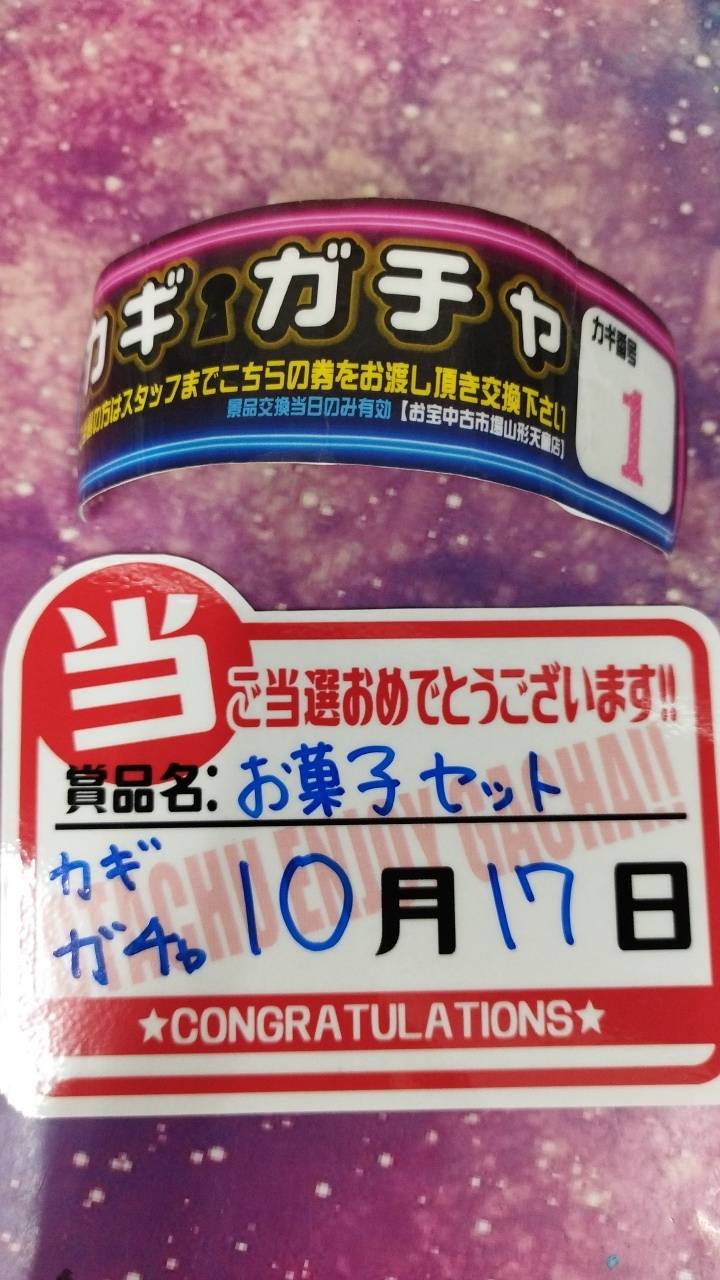 カギ ガチャ
の方はスタッフまでこちらの券をお渡し頂き交換下さい
景品交換当日のみ有効【お宝中古市場山形天童店】
カギ番号
1
当
ご当選おめでとうございます!!
賞品名: お菓子セット
カギ
ガチャ
10月17日
ENJOY GACHA!!
★CONGRATULATIONS★